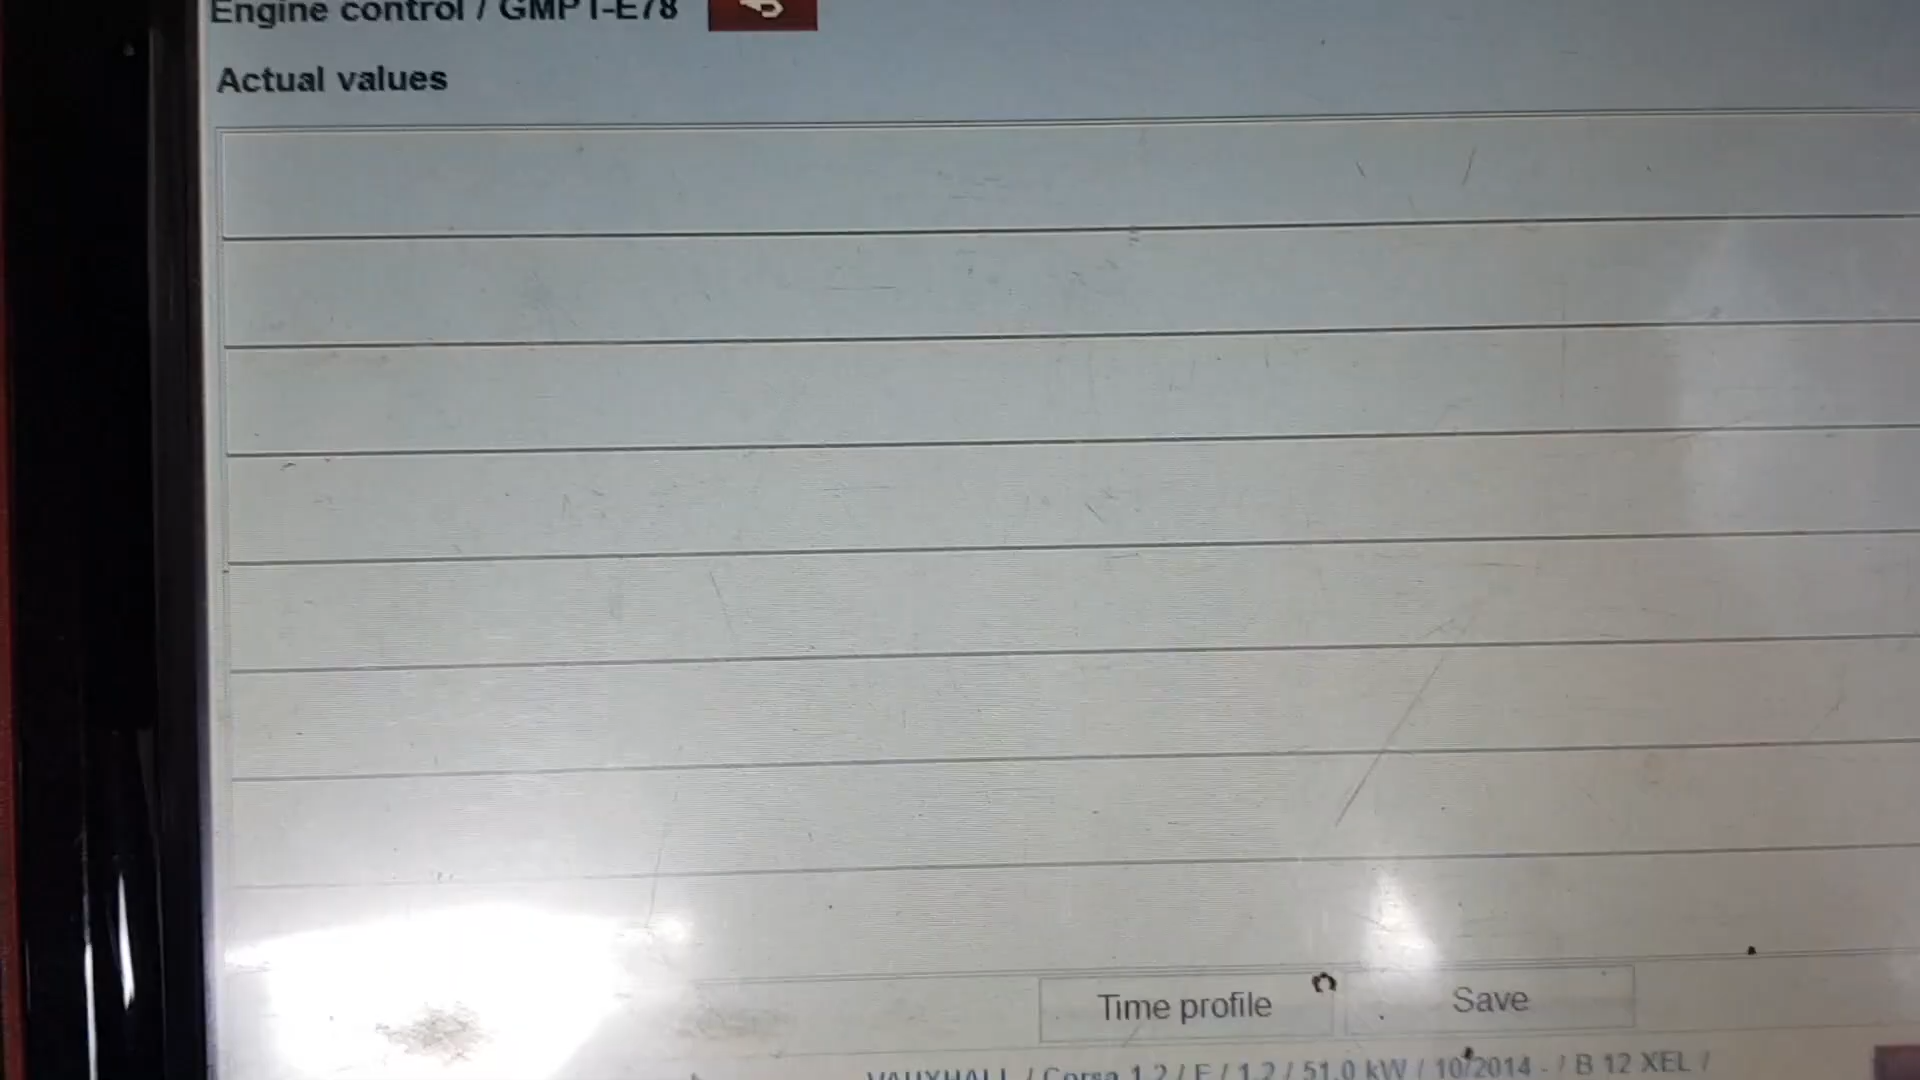 Engine control / GMPT-E78
Actual values
Time profile
Save
VAUXHALL / Corsa 1.2 / E / 1.2 / 51.0 kW / 10/2014 - / B 12 XEL /